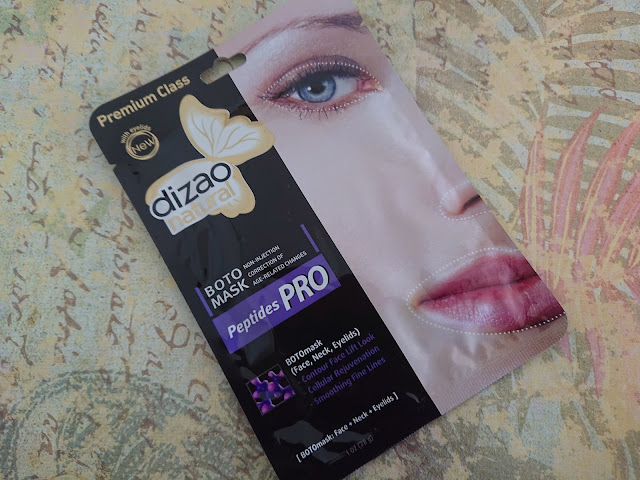 Premium Class
with eyelids
New
dizao
natural
BOTO
MASK
NON-INJECTION
CORRECTION OF
AGE-RELATED CHANGES
Peptides PRO
BOTOmask
(Face, Neck, Eyelids)
- Contour Face Lift Look
- Cellular Rejuvenation
- Smoothing Fine Lines
[ BOTOmask: Face + Neck + Eyelids ]